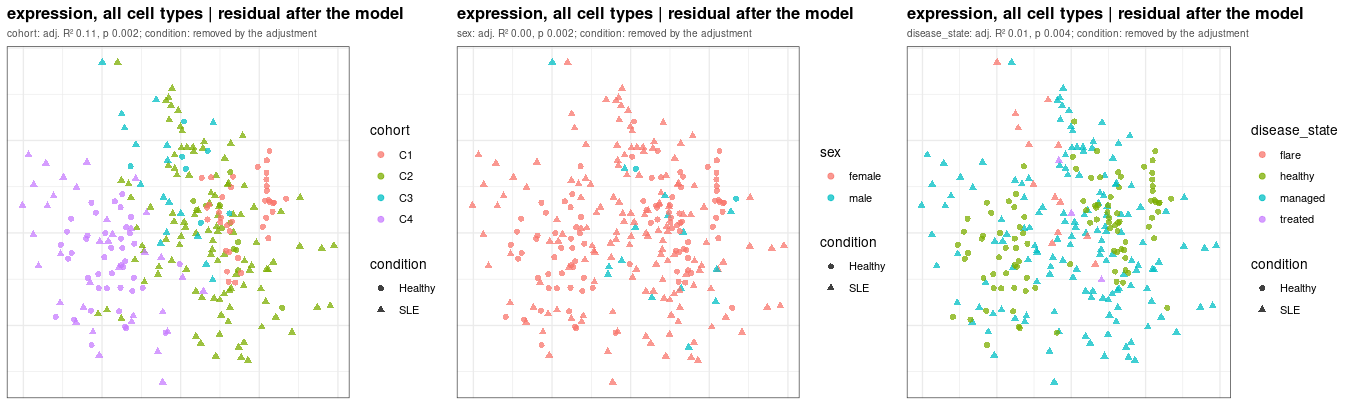 expression, all cell types | residual after the model
cohort: adj. R² 0.11, p 0.002; condition: removed by the adjustment
cohort
C1
C2
C3
C4
condition
Healthy
SLE
expression, all cell types | residual after the model
sex: adj. R² 0.00, p 0.002; condition: removed by the adjustment
sex
female
male
condition
Healthy
SLE
expression, all cell types | residual after the model
disease_state: adj. R² 0.01, p 0.004; condition: removed by the adjustment
disease_state
flare
healthy
managed
treated
condition
Healthy
SLE